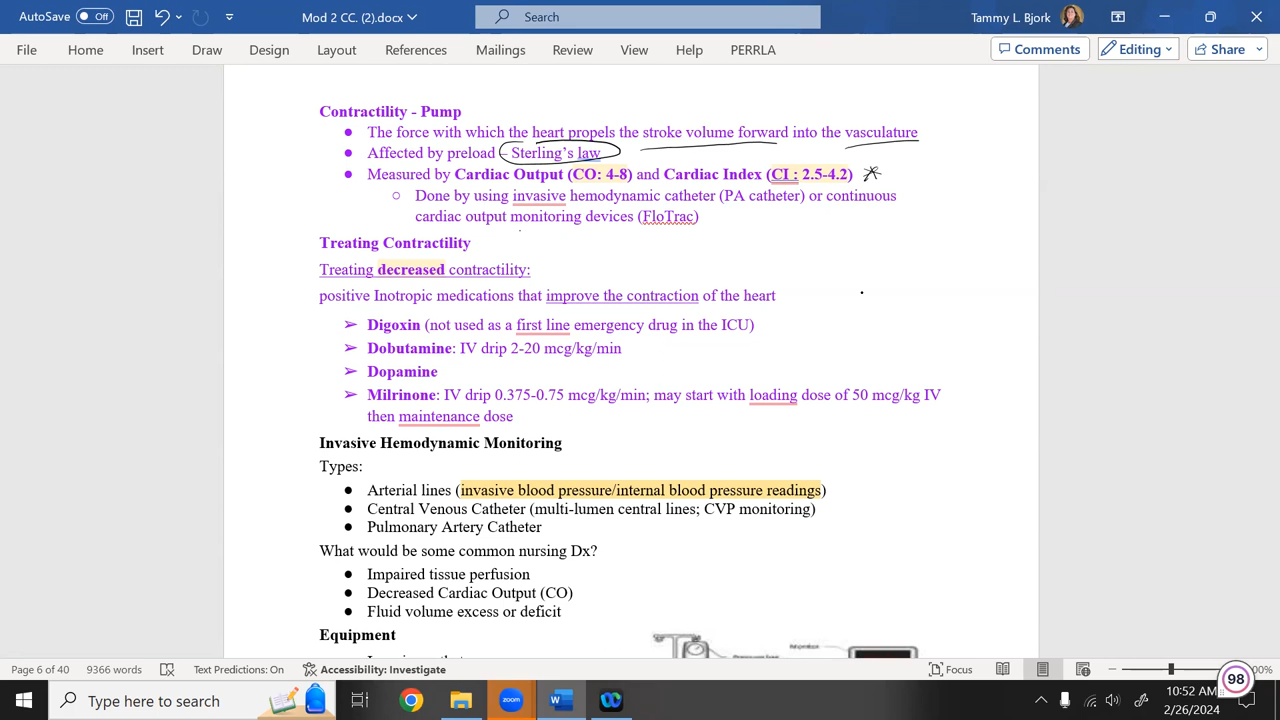 AutoSave Off Mod 2 CC. (2).docx Search Tammy L. Bjork
File Home Insert Draw Design Layout References Mailings Review View Help PERRLA Comments Editing Share
Contractility - Pump
● The force with which the heart propels the stroke volume forward into the vasculature
● Affected by preload – Sterling's law
● Measured by Cardiac Output (CO: 4-8) and Cardiac Index (CI : 2.5-4.2)
○ Done by using invasive hemodynamic catheter (PA catheter) or continuous
cardiac output monitoring devices (FloTrac)
Treating Contractility
Treating decreased contractility:
positive Inotropic medications that improve the contraction of the heart
➢ Digoxin (not used as a first line emergency drug in the ICU)
➢ Dobutamine: IV drip 2-20 mcg/kg/min
➢ Dopamine
➢ Milrinone: IV drip 0.375-0.75 mcg/kg/min; may start with loading dose of 50 mcg/kg IV
then maintenance dose
Invasive Hemodynamic Monitoring
Types:
● Arterial lines (invasive blood pressure/internal blood pressure readings)
● Central Venous Catheter (multi-lumen central lines; CVP monitoring)
● Pulmonary Artery Catheter
What would be some common nursing Dx?
● Impaired tissue perfusion
● Decreased Cardiac Output (CO)
● Fluid volume excess or deficit
Equipment
Page 6 of 40 9366 words Text Predictions: On Accessibility: Investigate Focus
98
Type here to search zoom 10:52 AM
2/26/2024